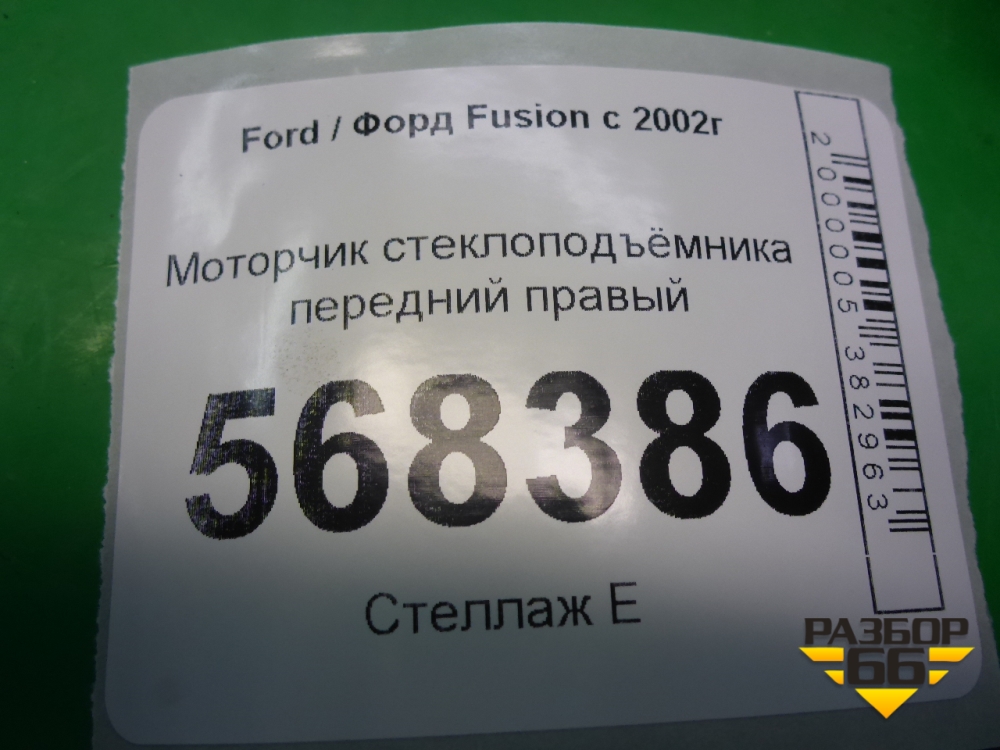 Ford / Форд Fusion с 2002г
Моторчик стеклоподъёмника
передний правый
568386
Стеллаж Е
2000005382963
РАЗБОР
66